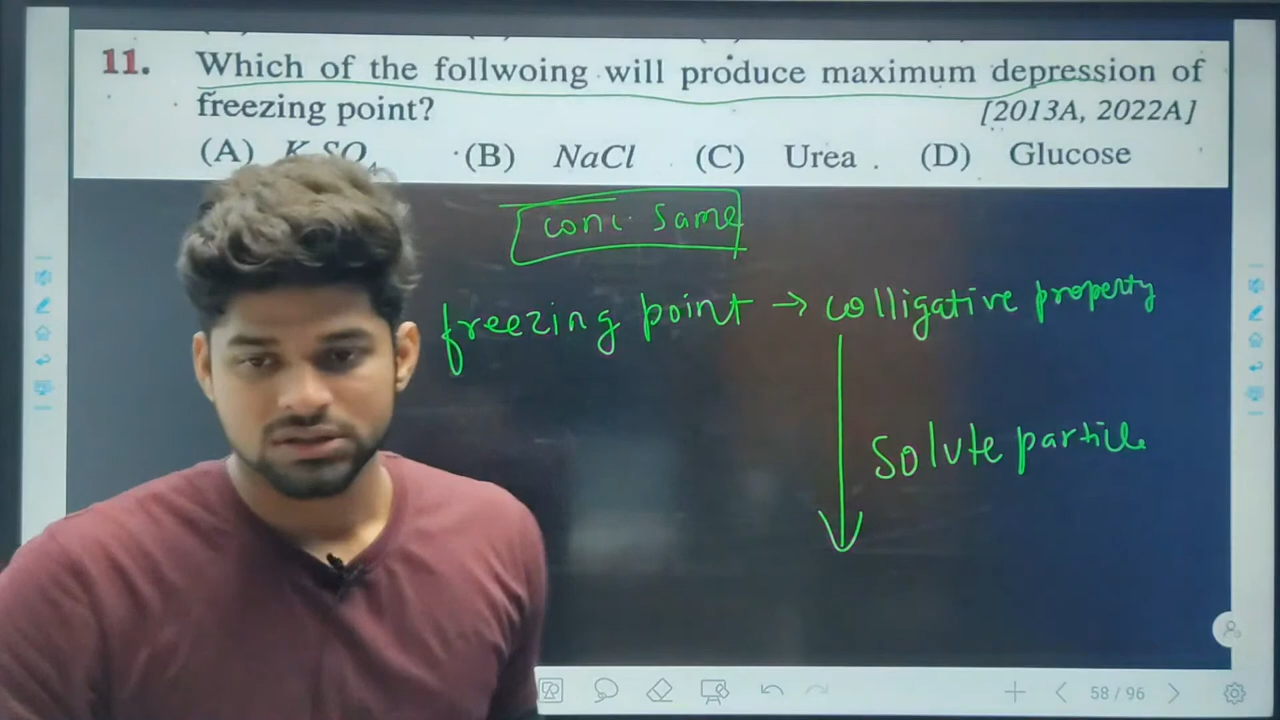 11. Which of the follwoing will produce maximum depression of
freezing point? [2013A, 2022A]
(A) K SO4 (B) NaCl (C) Urea . (D) Glucose
conc. same
freezing point → colligative property
solute particle
58 / 96